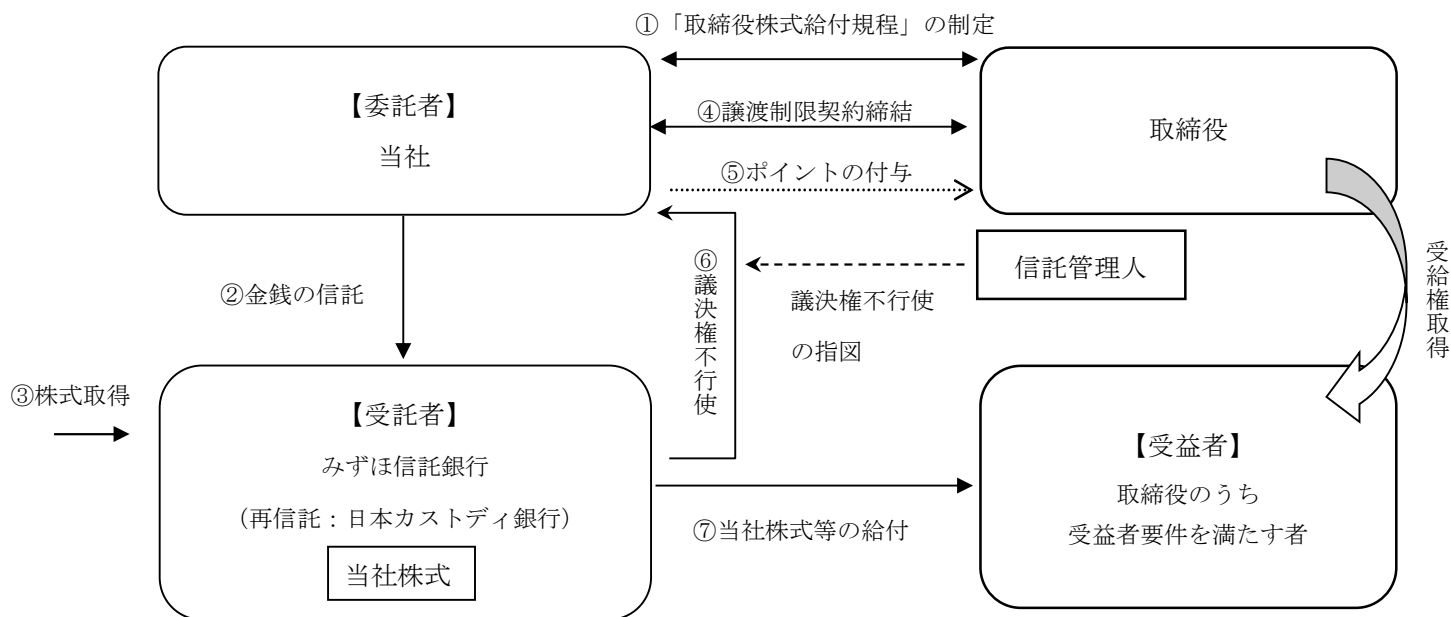 ①「取締役株式給付規程」の制定
【委託者】
当社
④譲渡制限契約締結
取締役
⑤ポイントの付与
②金銭の信託
⑥議決権不行使
信託管理人
議決権不行使
の指図
受給権取得
③株式取得
【受託者】
みずほ信託銀行
（再信託：日本カストディ銀行）
当社株式
⑦当社株式等の給付
【受益者】
取締役のうち
受益者要件を満たす者